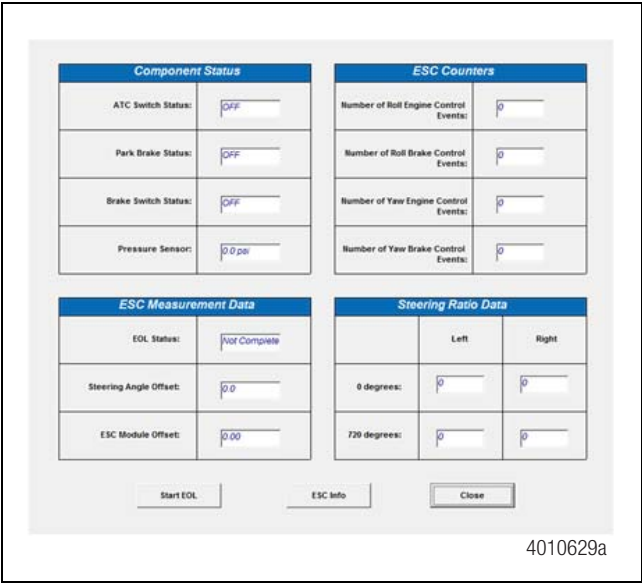 Component Status
ATC Switch Status: OFF
Park Brake Status: OFF
Brake Switch Status: OFF
Pressure Sensor: 0.0 psi
ESC Counters
Number of Roll Engine Control
Events: 0
Number of Roll Brake Control
Events: 0
Number of Yaw Engine Control
Events: 0
Number of Yaw Brake Control
Events: 0
ESC Measurement Data
EOL Status: Not Complete
Steering Angle Offset: 0.0
ESC Module Offset: 0.00
Steering Ratio Data
Left Right
0 degrees: 0 0
720 degrees: 0 0
Start EOL ESC Info Close
4010629a